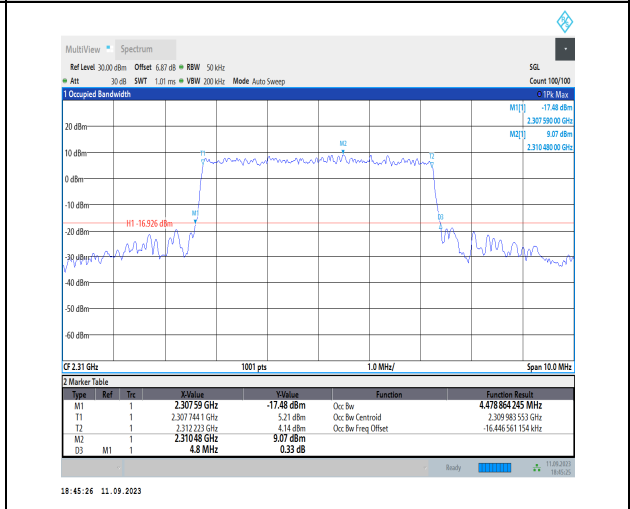 MultiView Spectrum
Ref Level 30.00 dBm Offset 6.87 dB RBW 50 kHz SGL
Att 30 dB SWT 1.01 ms VBW 200 kHz Mode Auto Sweep Count 100/100
1 Occupied Bandwidth 1Pk Max
M1[1] -17.48 dBm
2.307 590 00 GHz
M2[1] 9.07 dBm
2.310 480 00 GHz
20 dBm
M2
T1 T2
10 dBm
0 dBm
-10 dBm
M1
D3
H1 -16.926 dBm
-20 dBm
-30 dBm
-40 dBm
-50 dBm
-60 dBm
CF 2.31 GHz 1001 pts 1.0 MHz/ Span 10.0 MHz
2 Marker Table
Type Ref Trc X-Value Y-Value Function Function Result
M1 1 2.307 59 GHz -17.48 dBm Occ Bw 4.478 864 245 MHz
T1 1 2.307 744 1 GHz 5.21 dBm Occ Bw Centroid 2.309 983 553 GHz
T2 1 2.312 223 GHz 4.14 dBm Occ Bw Freq Offset -16.446 561 154 kHz
M2 1 2.310 48 GHz 9.07 dBm
D3 M1 1 4.8 MHz 0.33 dB
Ready 11.09.2023
18:45:25
18:45:26 11.09.2023